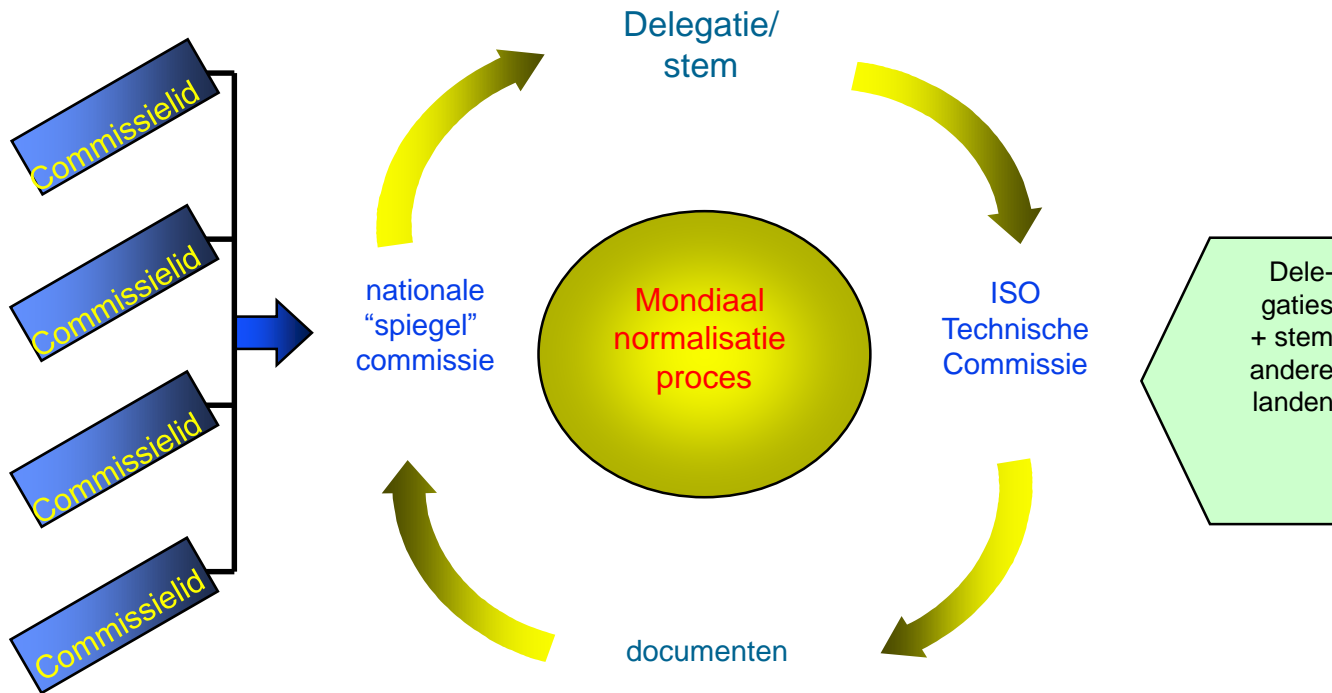 Delegatie/
stem
Commissielid
Commissielid
Commissielid
Commissielid
nationale
“spiegel”
commissie
Mondiaal
normalisatie
proces
ISO
Technische
Commissie
Dele-
gaties
+ stem
andere
landen
documenten